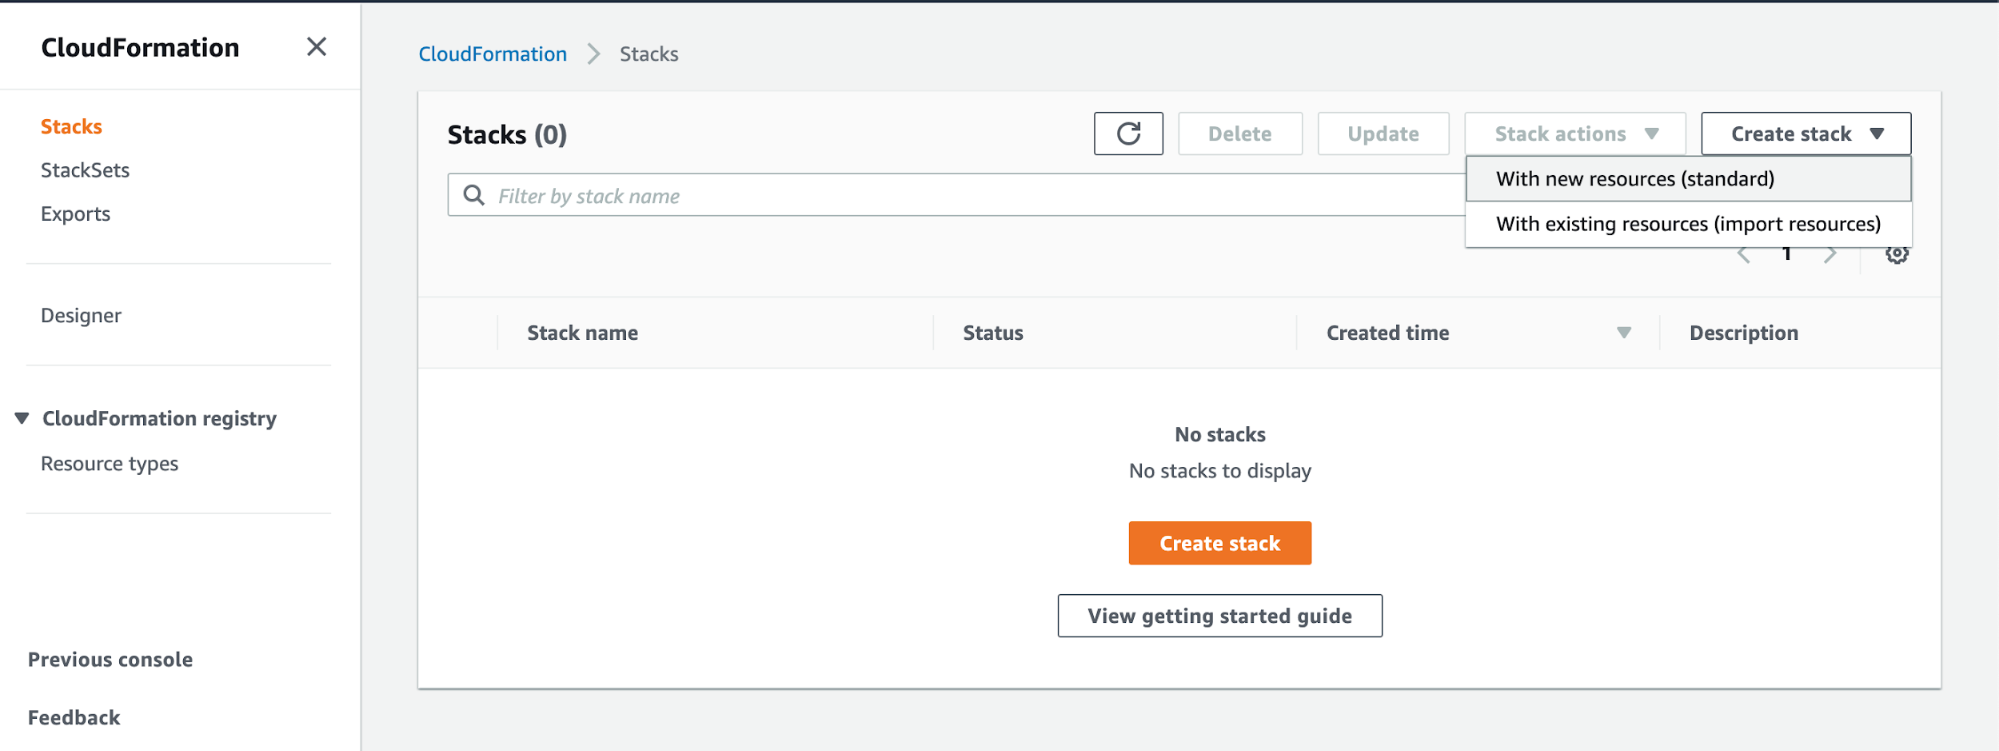 CloudFormation
Stacks
StackSets
Exports
Designer
CloudFormation registry
Resource types
Previous console
Feedback
CloudFormation Stacks
Stacks (0)
Delete Update Stack actions Create stack
Filter by stack name
With new resources (standard)
With existing resources (import resources)
1
Stack name Status Created time Description
No stacks
No stacks to display
Create stack
View getting started guide